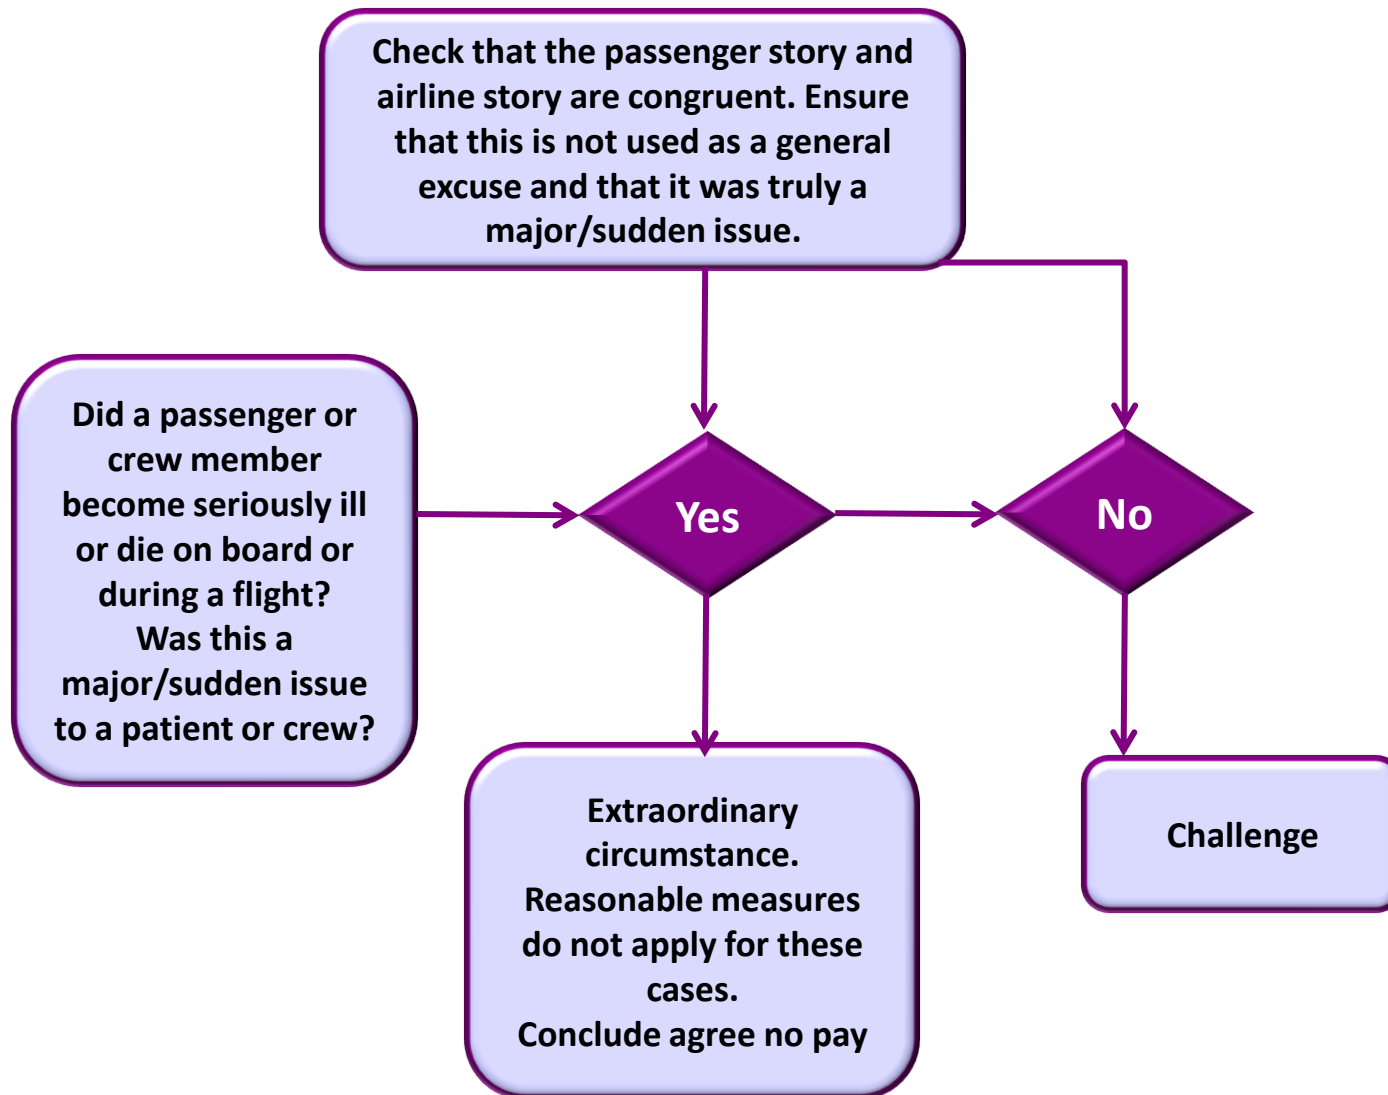 Check that the passenger story and
airline story are congruent. Ensure
that this is not used as a general
excuse and that it was truly a
major/sudden issue.
Did a passenger or
crew member
become seriously ill
or die on board or
during a flight?
Was this a
major/sudden issue
to a patient or crew?
Yes
No
Extraordinary
circumstance.
Reasonable measures
do not apply for these
cases.
Conclude agree no pay
Challenge